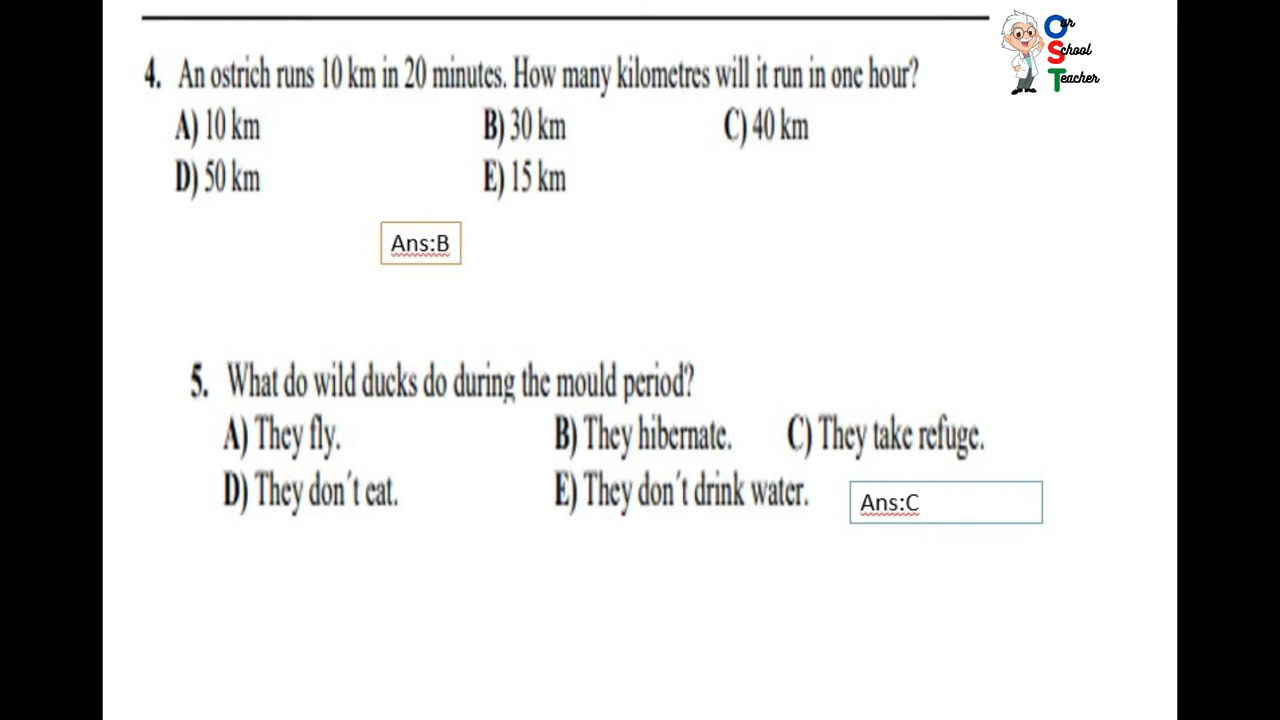 Our
School
Teacher
4. An ostrich runs 10 km in 20 minutes. How many kilometres will it run in one hour?
A) 10 km B) 30 km C) 40 km
D) 50 km E) 15 km
Ans:B
5. What do wild ducks do during the mould period?
A) They fly. B) They hibernate. C) They take refuge.
D) They don´t eat. E) They don´t drink water.
Ans:C